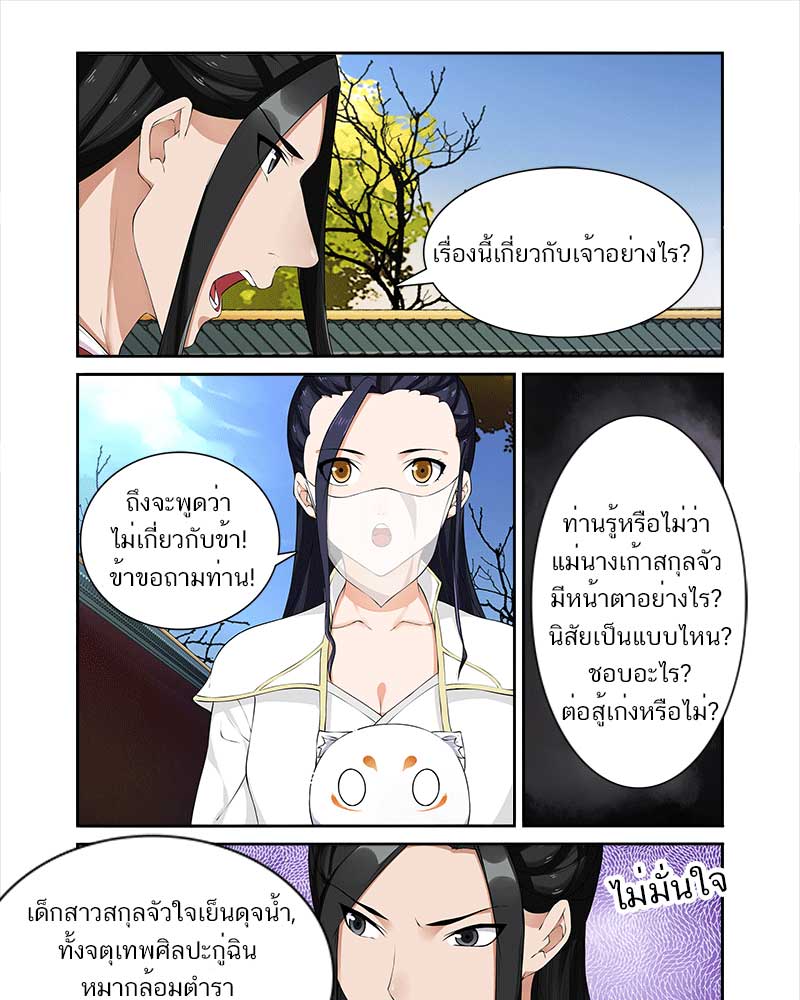 เรื่องนี้เกี่ยวกับเจ้าอย่างไร?
ถึงจะพูดว่า
ไม่เกี่ยวกับข้า!
ข้าขอถามท่าน!
ท่านรู้หรือไม่ว่า
แม่นางเก้าสกุลจัว
มีหน้าตาอย่างไร?
นิสัยเป็นแบบไหน?
ชอบอะไร?
ต่อสู้เก่งหรือไม่?
ไม่มั่นใจ
เด็กสาวสกุลจัวใจเย็นดุจน้ำ,
ทั้งจตุเทพศิลปะกู่ฉิน
หมากล้อมตำรา